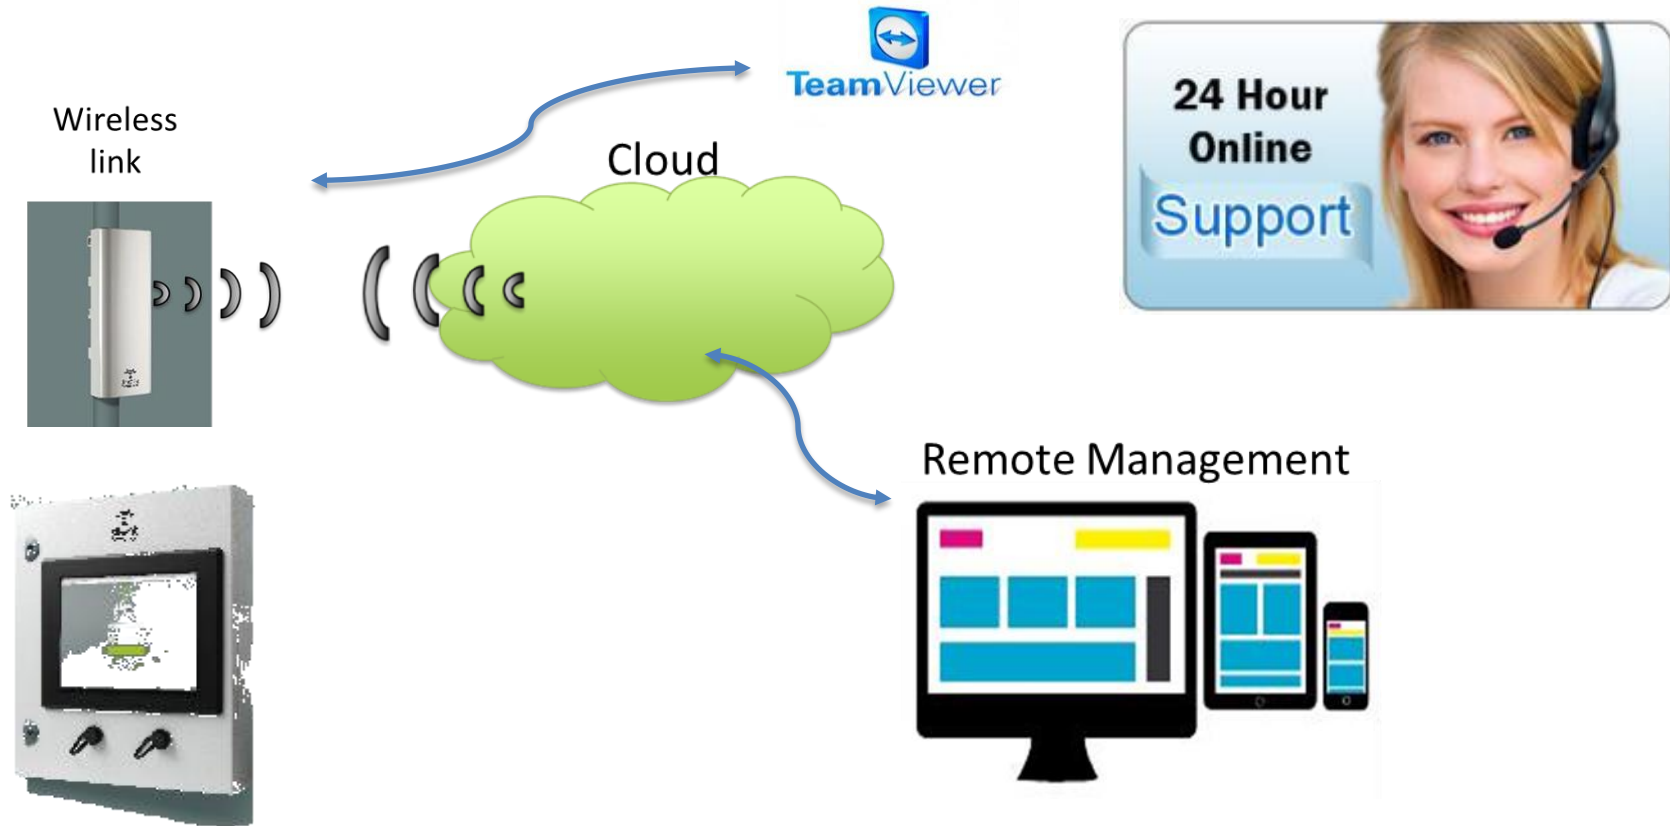 TeamViewer
24 Hour
Online
Support
Wireless
link
Cloud
Remote Management